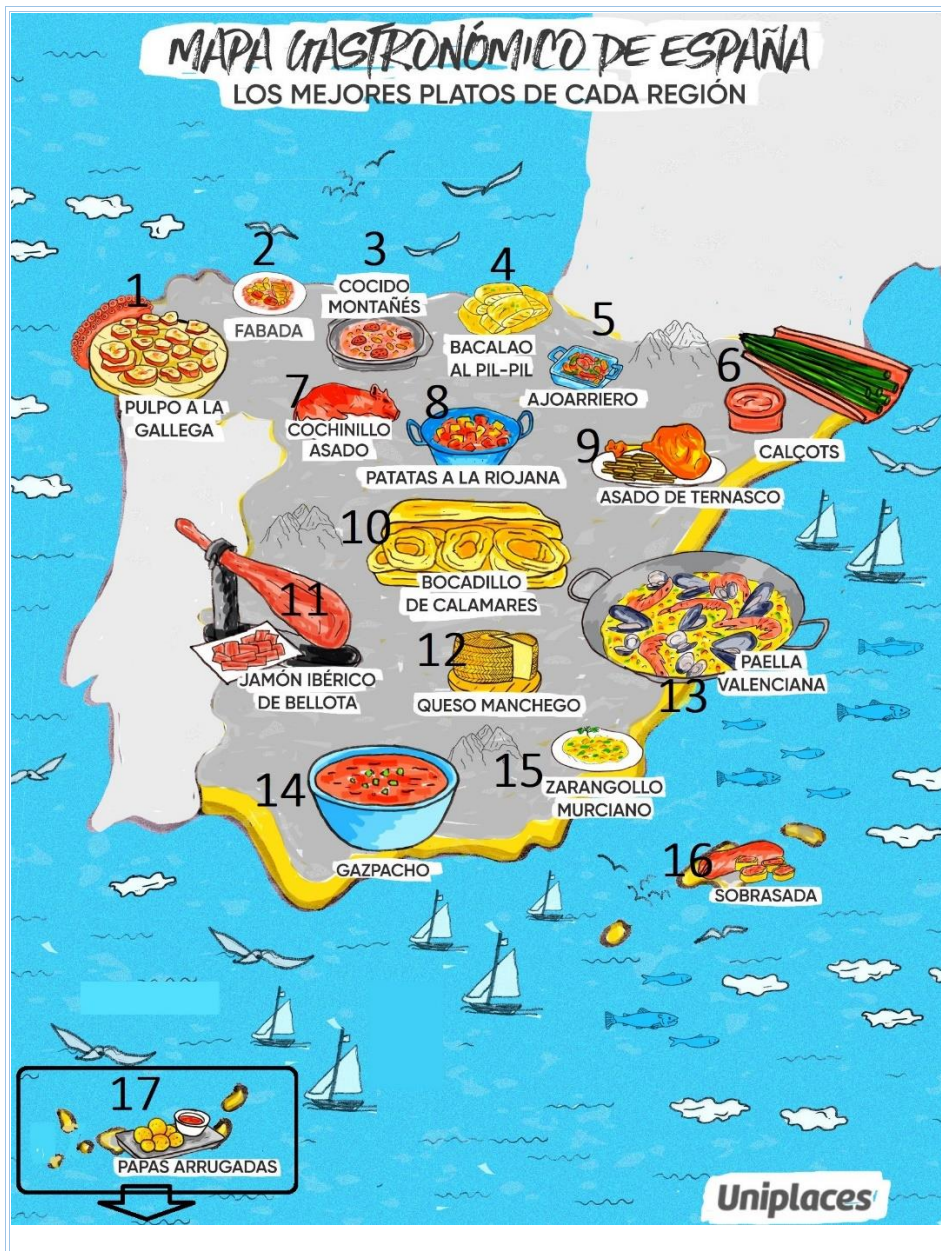 MAPA GASTRONÓMICO DE ESPAÑA
LOS MEJORES PLATOS DE CADA REGIÓN
1
PULPO A LA
GALLEGA
2
FABADA
3
COCIDO
MONTAÑÉS
4
BACALAO
AL PIL-PIL
5
AJOARRIERO
6
CALÇOTS
7
COCHINILLO
ASADO
8
PATATAS A LA RIOJANA
9
ASADO DE TERNASCO
10
BOCADILLO
DE CALAMARES
11
JAMÓN IBÉRICO
DE BELLOTA
12
QUESO MANCHEGO
PAELLA
VALENCIANA
13
14
GAZPACHO
15
ZARANGOLLO
MURCIANO
16
SOBRASADA
17
PAPAS ARRUGADAS
Uniplaces